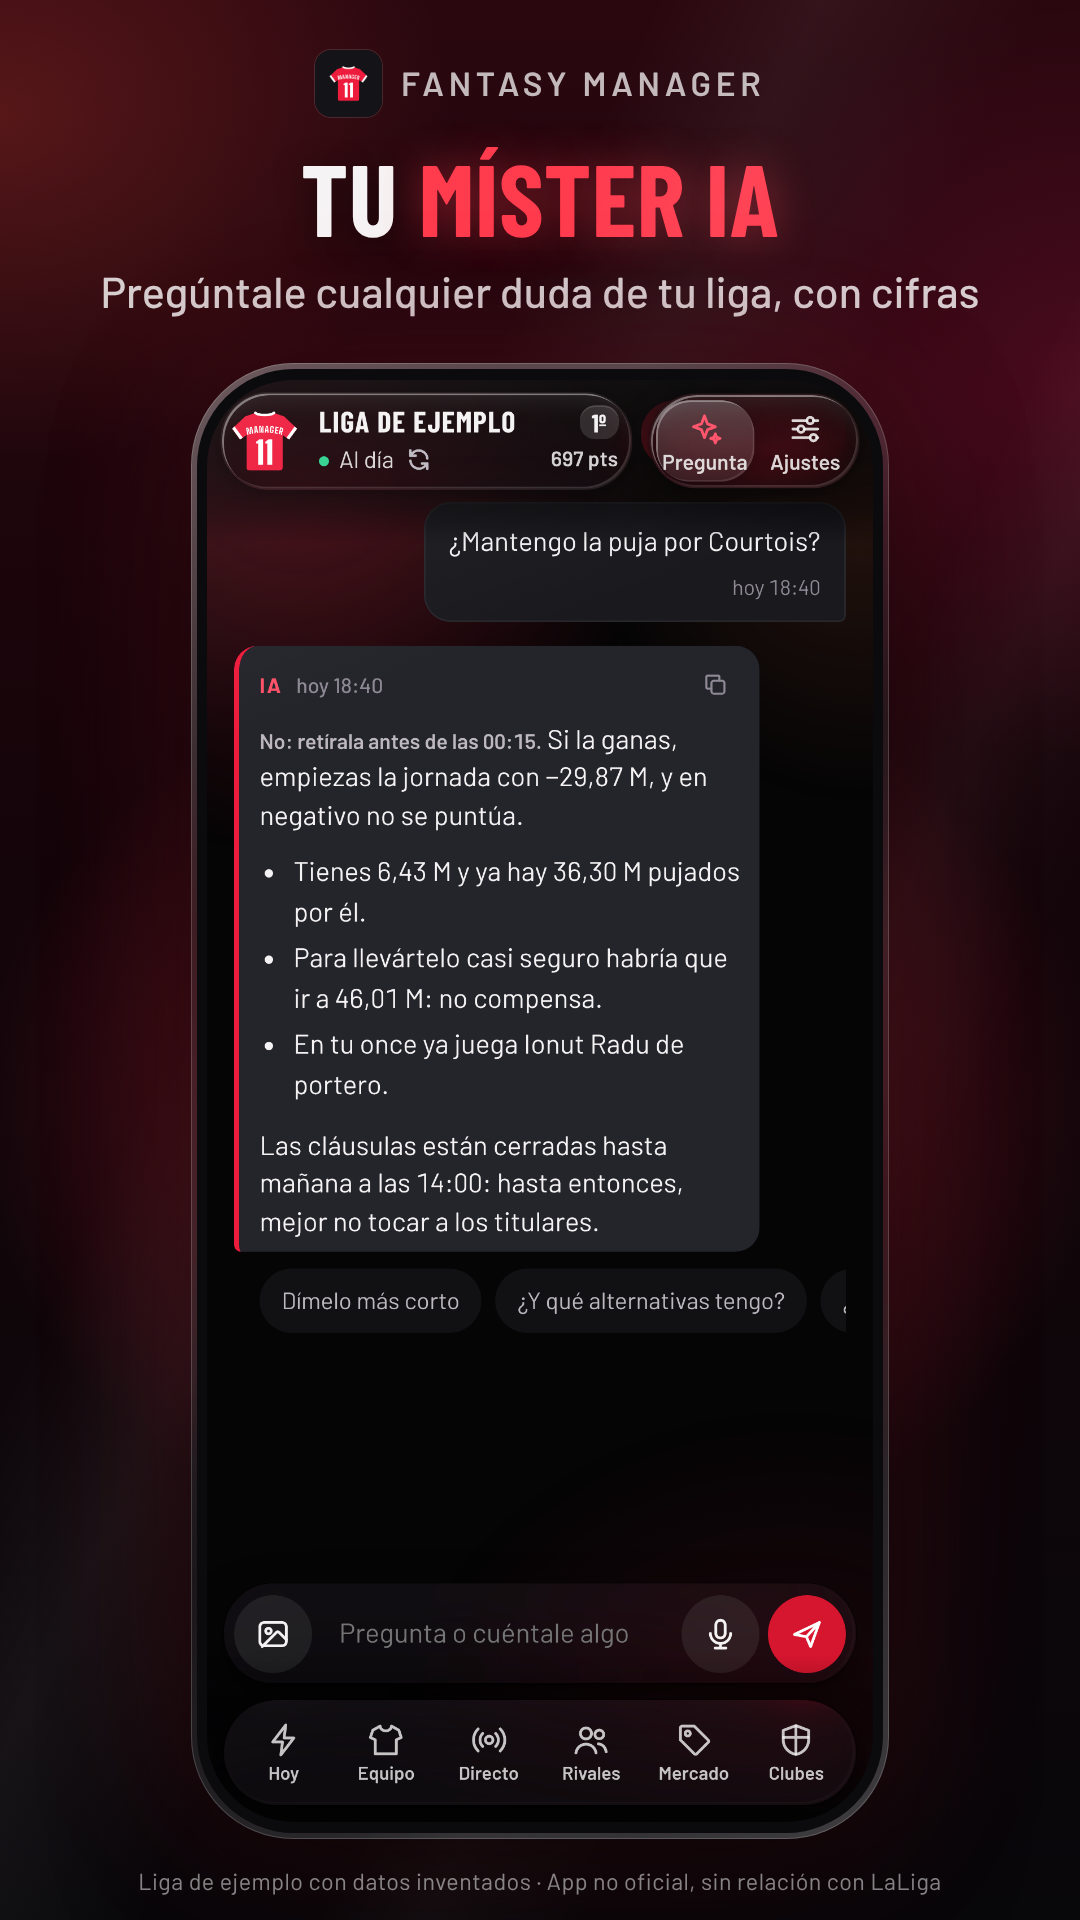 MANAGER
11
FANTASY MANAGER
TU MÍSTER IA
Pregúntale cualquier duda de tu liga, con cifras
MANAGER
11
LIGA DE EJEMPLO
1º
Al día
697 pts
Pregunta
Ajustes
¿Mantengo la puja por Courtois?
hoy 18:40
IA hoy 18:40
No: retírala antes de las 00:15. Si la ganas,
empiezas la jornada con −29,87 M, y en
negativo no se puntúa.
• Tienes 6,43 M y ya hay 36,30 M pujados
por él.
• Para llevártelo casi seguro habría que
ir a 46,01 M: no compensa.
• En tu once ya juega Ionut Radu de
portero.
Las cláusulas están cerradas hasta
mañana a las 14:00: hasta entonces,
mejor no tocar a los titulares.
Dímelo más corto
¿Y qué alternativas tengo?
¿
Pregunta o cuéntale algo
Hoy
Equipo
Directo
Rivales
Mercado
Clubes
Liga de ejemplo con datos inventados · App no oficial, sin relación con LaLiga